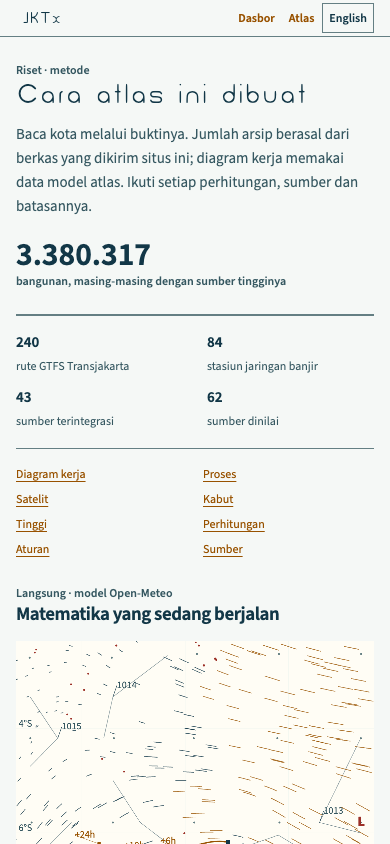 JKTx
Dasbor Atlas English
Riset · metode
Cara atlas ini dibuat
Baca kota melalui buktinya. Jumlah arsip berasal dari
berkas yang dikirim situs ini; diagram kerja memakai
data model atlas. Ikuti setiap perhitungan, sumber dan
batasannya.
3.380.317
bangunan, masing-masing dengan sumber tingginya
240 84
rute GTFS Transjakarta stasiun jaringan banjir
43 62
sumber terintegrasi sumber dinilai
Diagram kerja Proses
Satelit Kabut
Tinggi Perhitungan
Aturan Sumber
Langsung · model Open-Meteo
Matematika yang sedang berjalan
1014
4°S 1015
1013
L
6°S
+24h
+6h